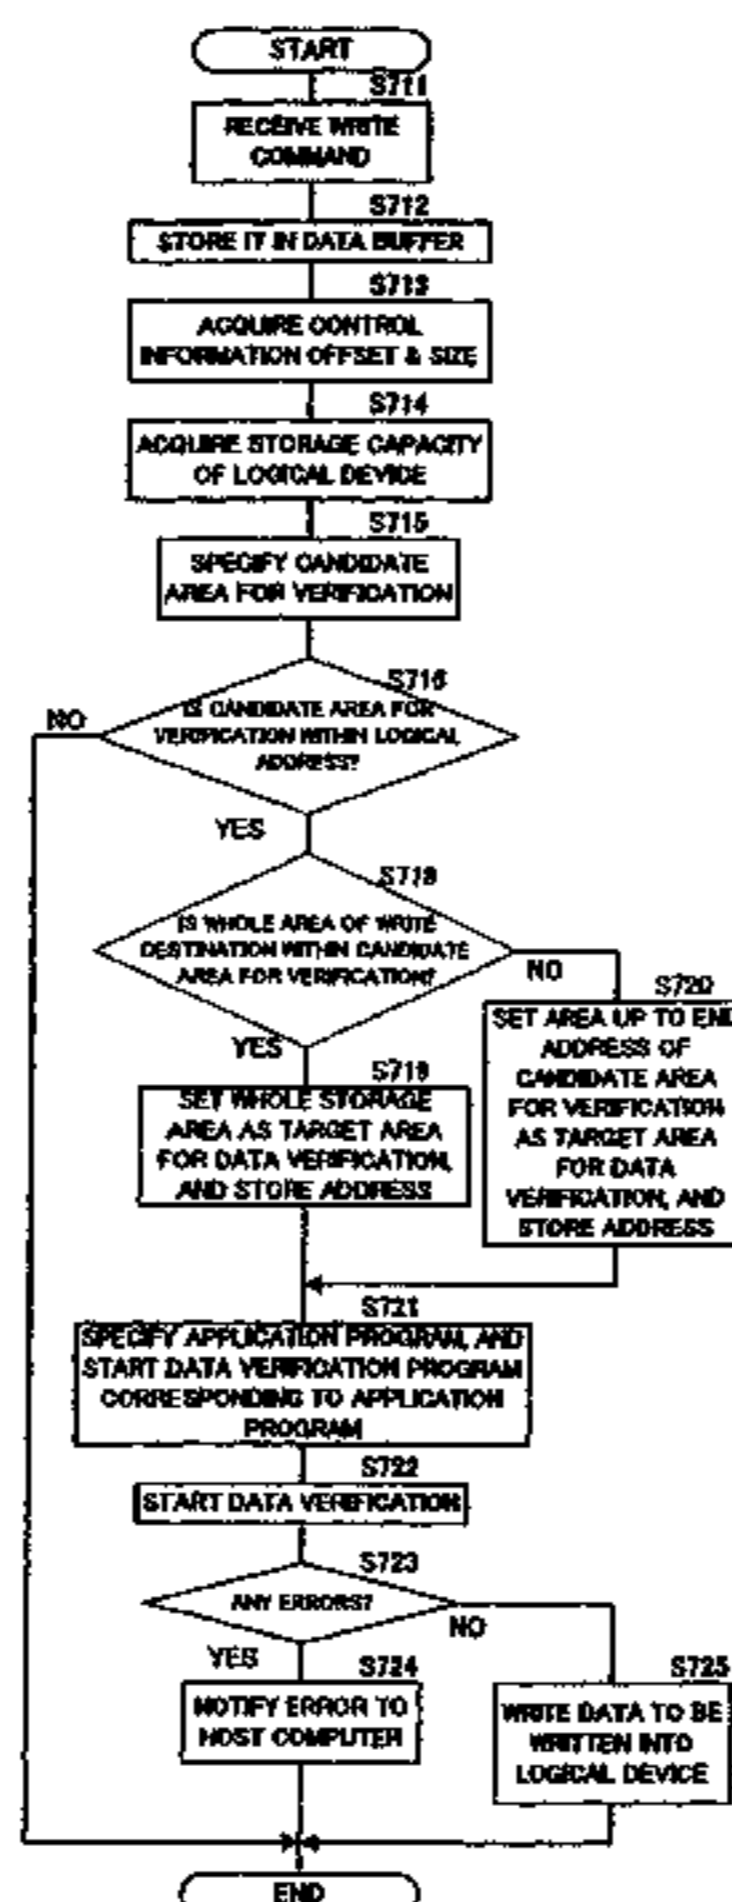 START
S711
RECEIVE WRITE
COMMAND
S712
STORE IT IN DATA BUFFER
S713
ACQUIRE CONTROL
INFORMATION OFFSET & SIZE
S714
ACQUIRE STORAGE CAPACITY
OF LOGICAL DEVICE
S715
SPECIFY CANDIDATE
AREA FOR VERIFICATION
S716
IS CANDIDATE AREA FOR
VERIFICATION WITHIN LOGICAL
ADDRESS?
NO
YES
IS WHOLE AREA OF WRITE
DESTINATION WITHIN CANDIDATE
AREA FOR VERIFICATION?
NO
YES
S720
SET AREA UP TO END
ADDRESS OF
CANDIDATE AREA
FOR VERIFICATION
AS TARGET AREA
FOR DATA
VERIFICATION, AND
STORE ADDRESS
S719
SET WHOLE STORAGE
AREA AS TARGET AREA
FOR DATA VERIFICATION,
AND STORE ADDRESS
S721
SPECIFY APPLICATION PROGRAM, AND
START DATA VERIFICATION PROGRAM
CORRESPONDING TO APPLICATION
PROGRAM
S722
START DATA VERIFICATION
S723
ANY ERRORS?
NO
YES
S724
NOTIFY ERROR TO
HOST COMPUTER
S725
WRITE DATA TO BE
WRITTEN INTO
LOGICAL DEVICE
END